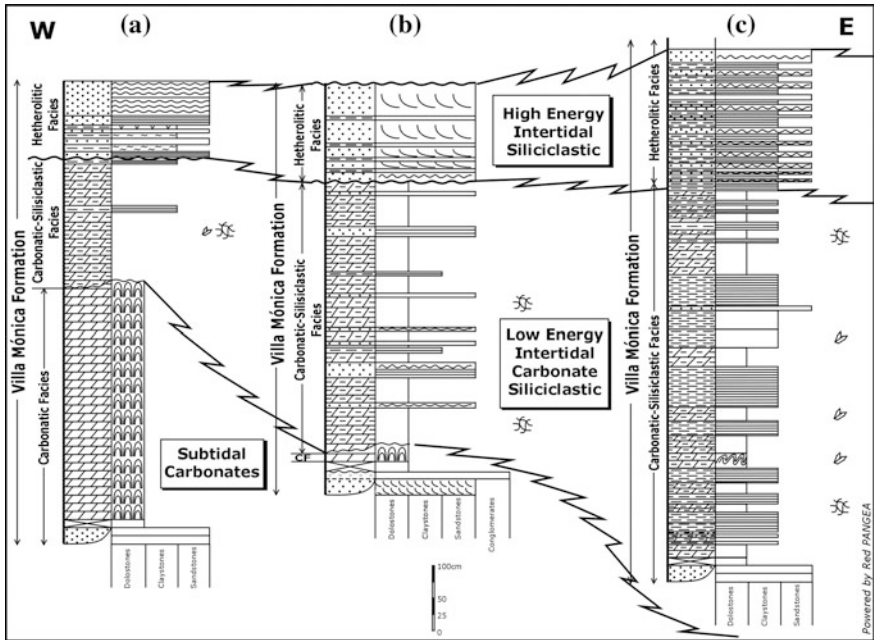 W
(a)
(b)
(c)
E
Villa Mónica Formation
Hetherolitic
Facies
Carbonatic-Silisiclastic
Facies
Carbonatic Facies
Subtidal
Carbonates
Dolostones
Claystones
Sandstones
Villa Mónica Formation
Hetherolitic
Facies
Carbonatic-Silisiclastic
Facies
CF
Dolostones
Claystones
Sandstones
Conglomerates
High Energy
Intertidal
Siliciclastic
Low Energy
Intertidal
Carbonate
Siliciclastic
100cm
50
25
0
Villa Mónica Formation
Hetherolitic Facies
Carbonatic-Silisiclastic Facies
Dolostones
Claystones
Sandstones
Powered by Red PANGEA